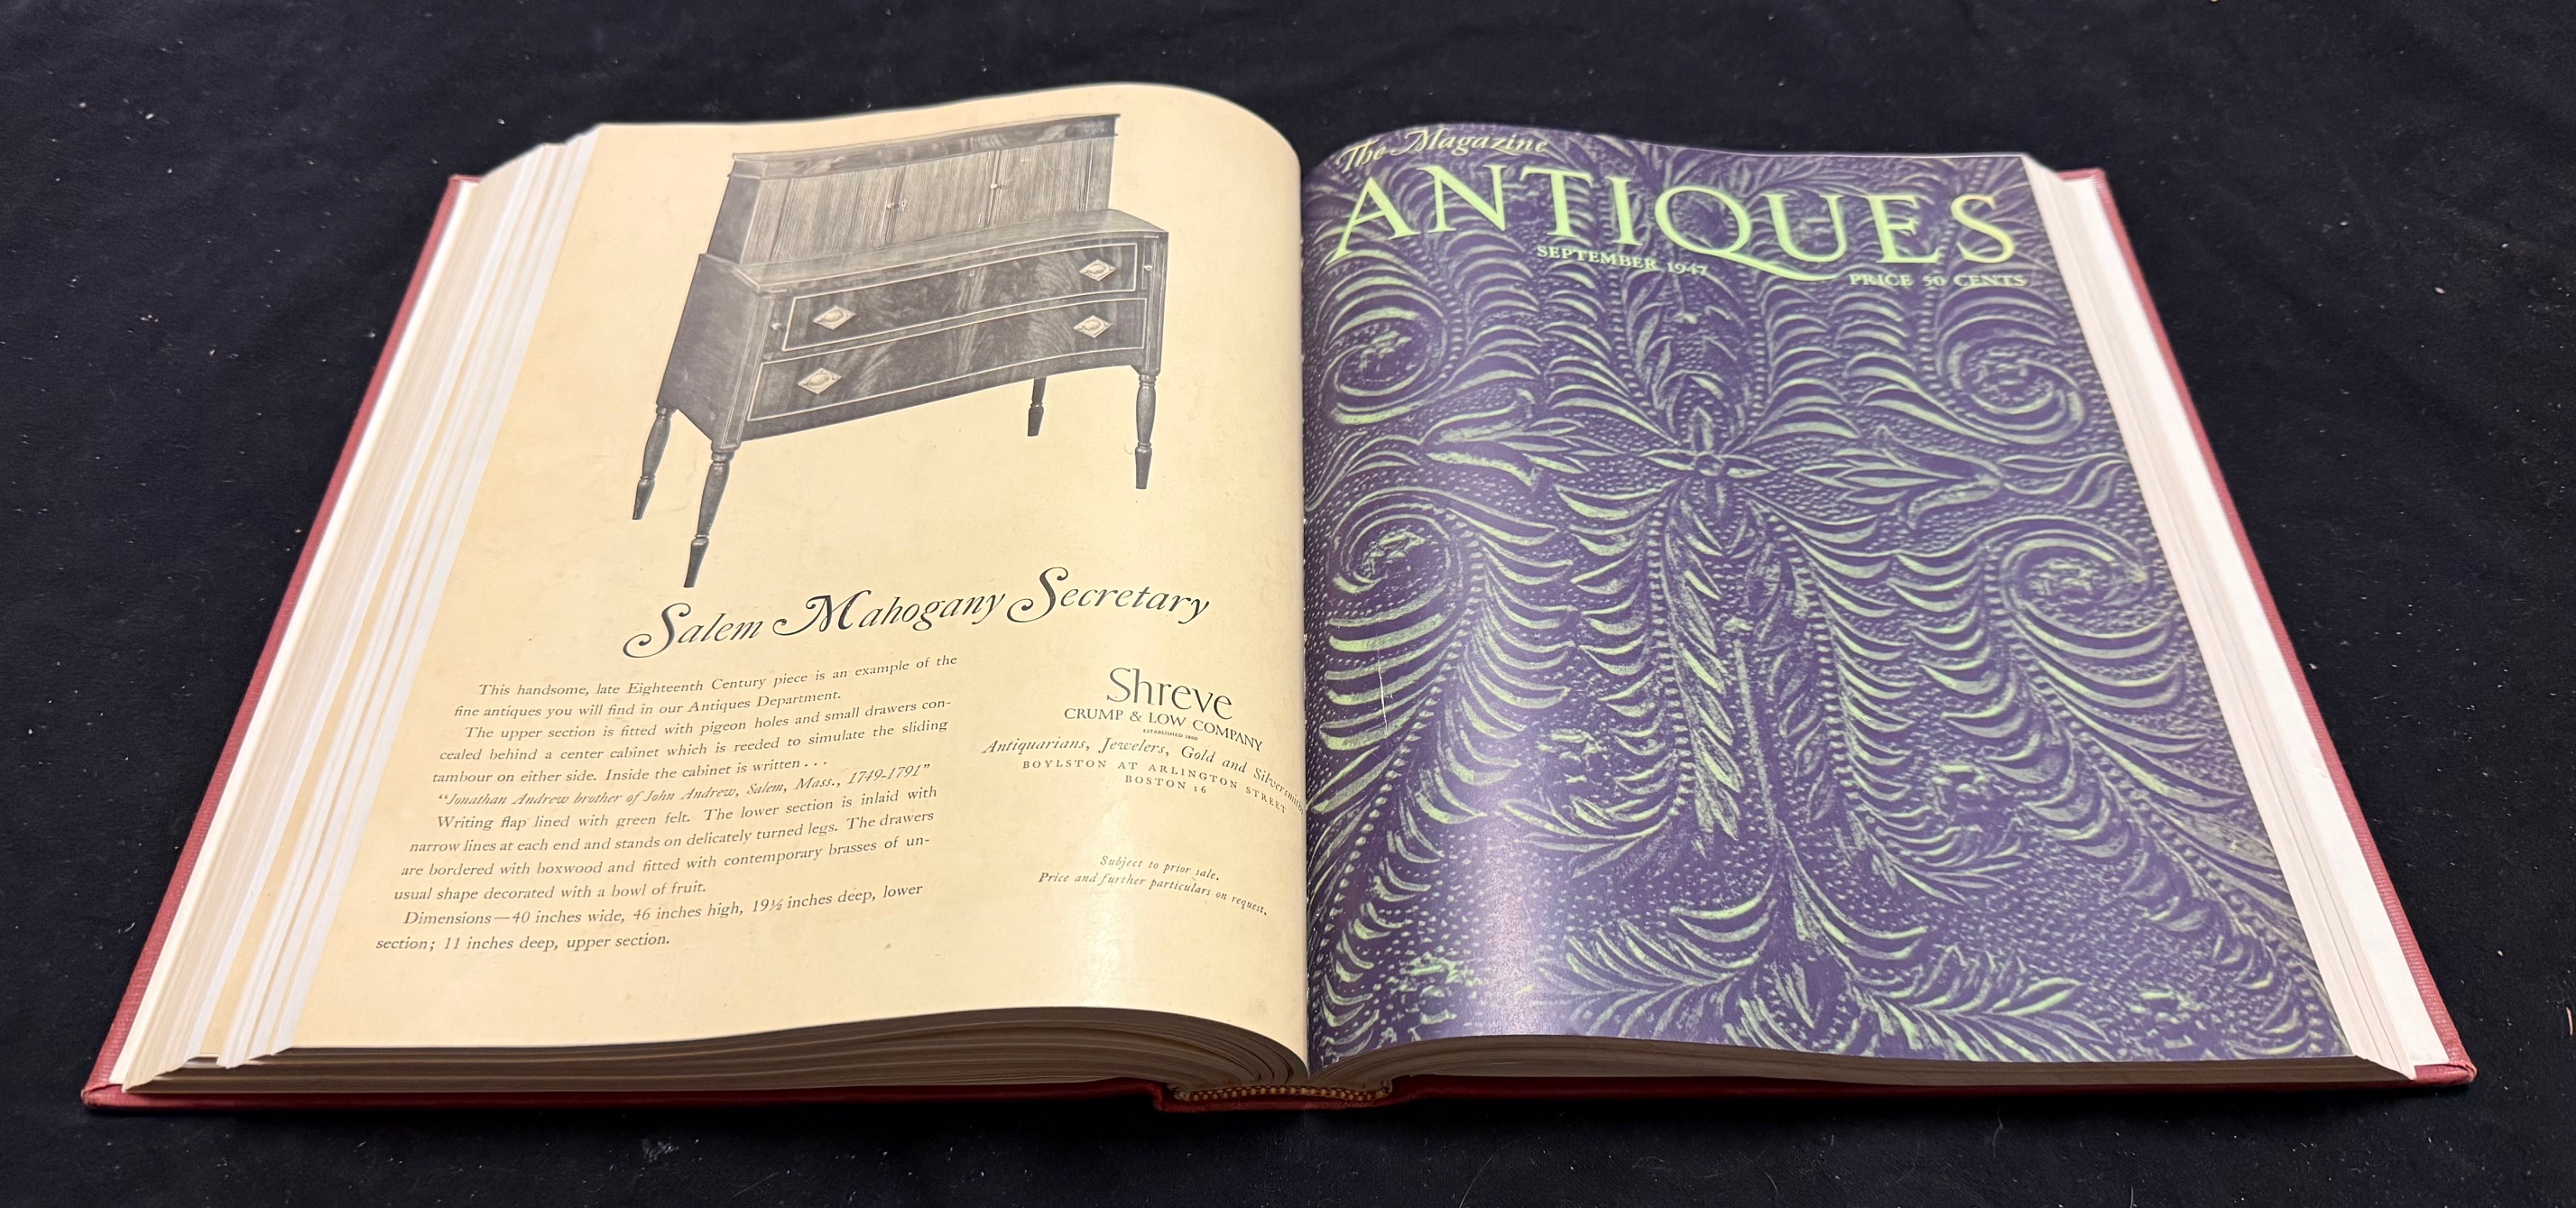 Salem Mahogany Secretary
This handsome, late Eighteenth Century piece is an example of the
fine antiques you will find in our Antiques Department.
The upper section is fitted with pigeon holes and small drawers con-
cealed behind a center cabinet which is reeded to simulate the sliding
tambour on either side. Inside the cabinet is written . . .
"Jonathan Andrew brother of John Andrew, Salem, Mass., 1749-1791"
Writing flap lined with green felt. The lower section is inlaid with
narrow lines at each end and stands on delicately turned legs. The drawers
are bordered with boxwood and fitted with contemporary brasses of un-
usual shape decorated with a bowl of fruit.
Dimensions—40 inches wide, 46 inches high, 19½ inches deep, lower
section; 11 inches deep, upper section.
Shreve
CRUMP & LOW COMPANY
ESTABLISHED 1800
Antiquarians, Jewelers, Gold and Silversmiths
BOYLSTON AT ARLINGTON STREET
BOSTON 16
Subject to prior sale.
Price and further particulars on request.
The Magazine
ANTIQUES
SEPTEMBER 1947
PRICE 50 CENTS